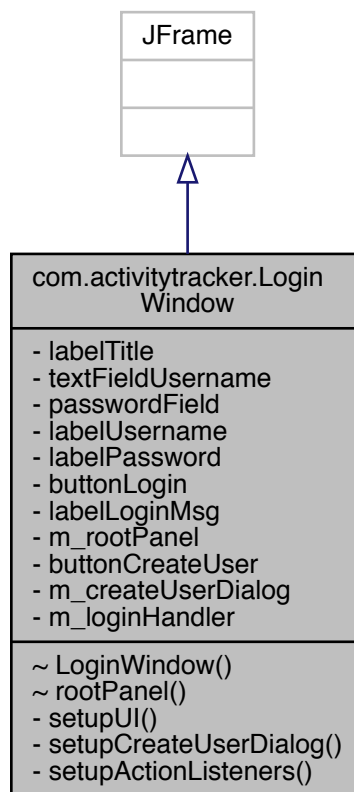 JFrame
com.activitytracker.Login
Window
- labelTitle
- textFieldUsername
- passwordField
- labelUsername
- labelPassword
- buttonLogin
- labelLoginMsg
- m_rootPanel
- buttonCreateUser
- m_createUserDialog
- m_loginHandler
~ LoginWindow()
~ rootPanel()
- setupUI()
- setupCreateUserDialog()
- setupActionListeners()